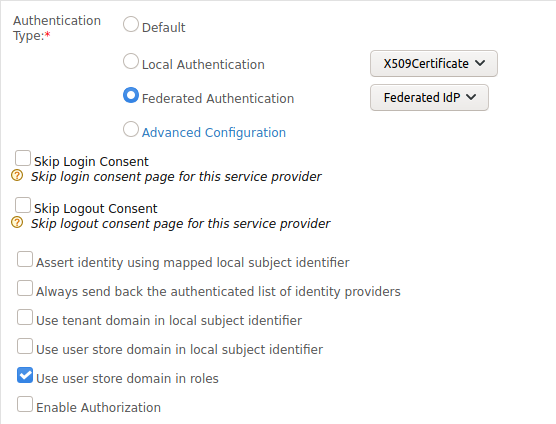 Authentication
Type:*
Default
Local Authentication
X509Certificate
Federated Authentication
Federated IdP
Advanced Configuration
Skip Login Consent
? Skip login consent page for this service provider
Skip Logout Consent
? Skip logout consent page for this service provider
Assert identity using mapped local subject identifier
Always send back the authenticated list of identity providers
Use tenant domain in local subject identifier
Use user store domain in local subject identifier
Use user store domain in roles
Enable Authorization